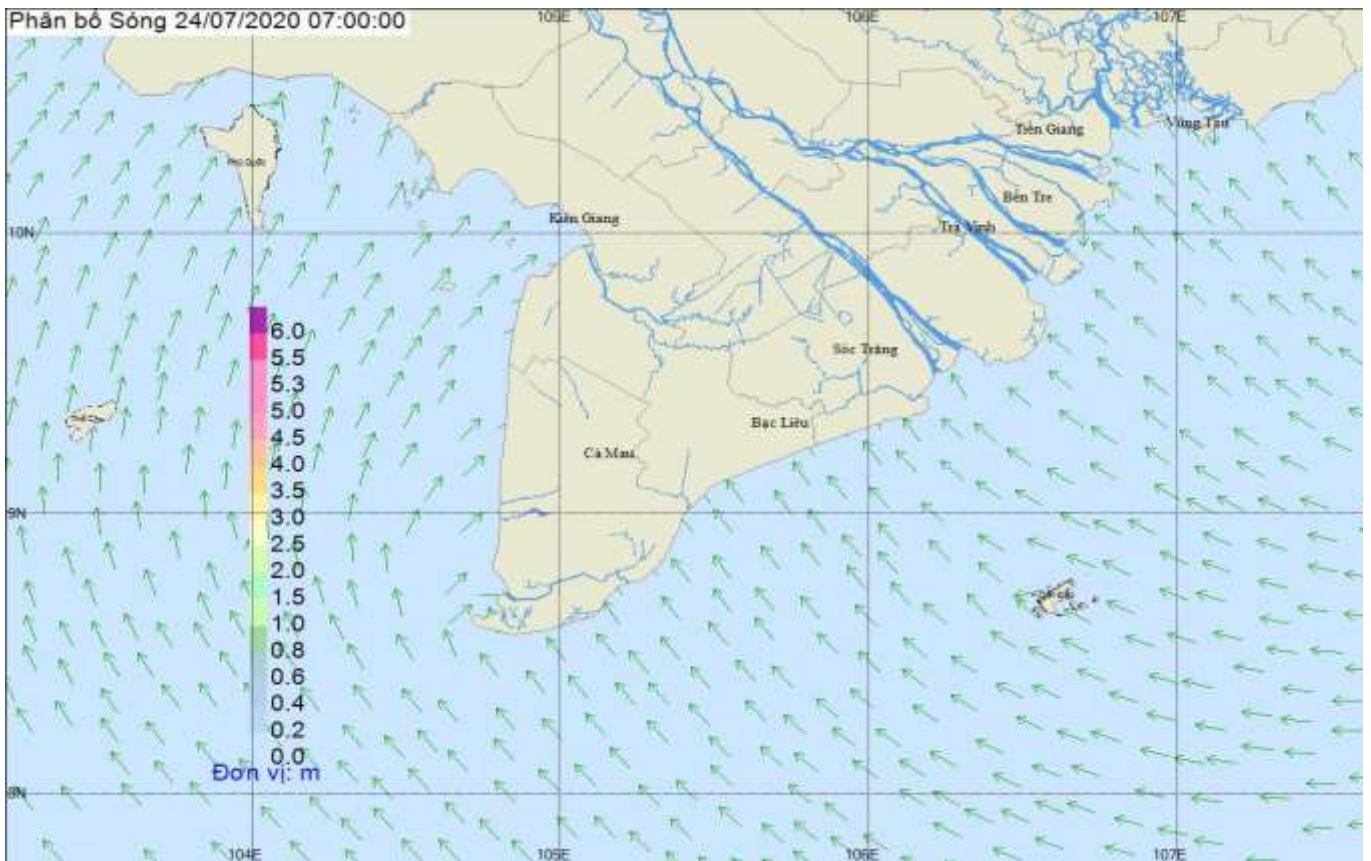 Phân bố Sóng 24/07/2020 07:00:00
105E
106E
107E
Vũng Tàu
Tiền Giang
PHÚ QUỐC
Bến Tre
Kiên Giang
Trà Vinh
10N
6.0
5.5
5.3
5.0
4.5
4.0
3.5
3.0
2.5
2.0
1.5
1.0
0.8
0.6
0.4
0.2
0.0
Đơn vị: m
Sóc Trăng
Bạc Liêu
Cà Mau
9N
8N
104E
105E
106E
107E